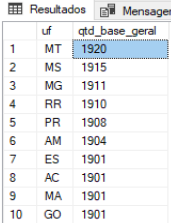 Resultados Mensagen
uf qtd_base_geral
1 MT 1920
2 MS 1915
3 MG 1911
4 RR 1910
5 PR 1908
6 AM 1904
7 ES 1901
8 AC 1901
9 MA 1901
10 GO 1901